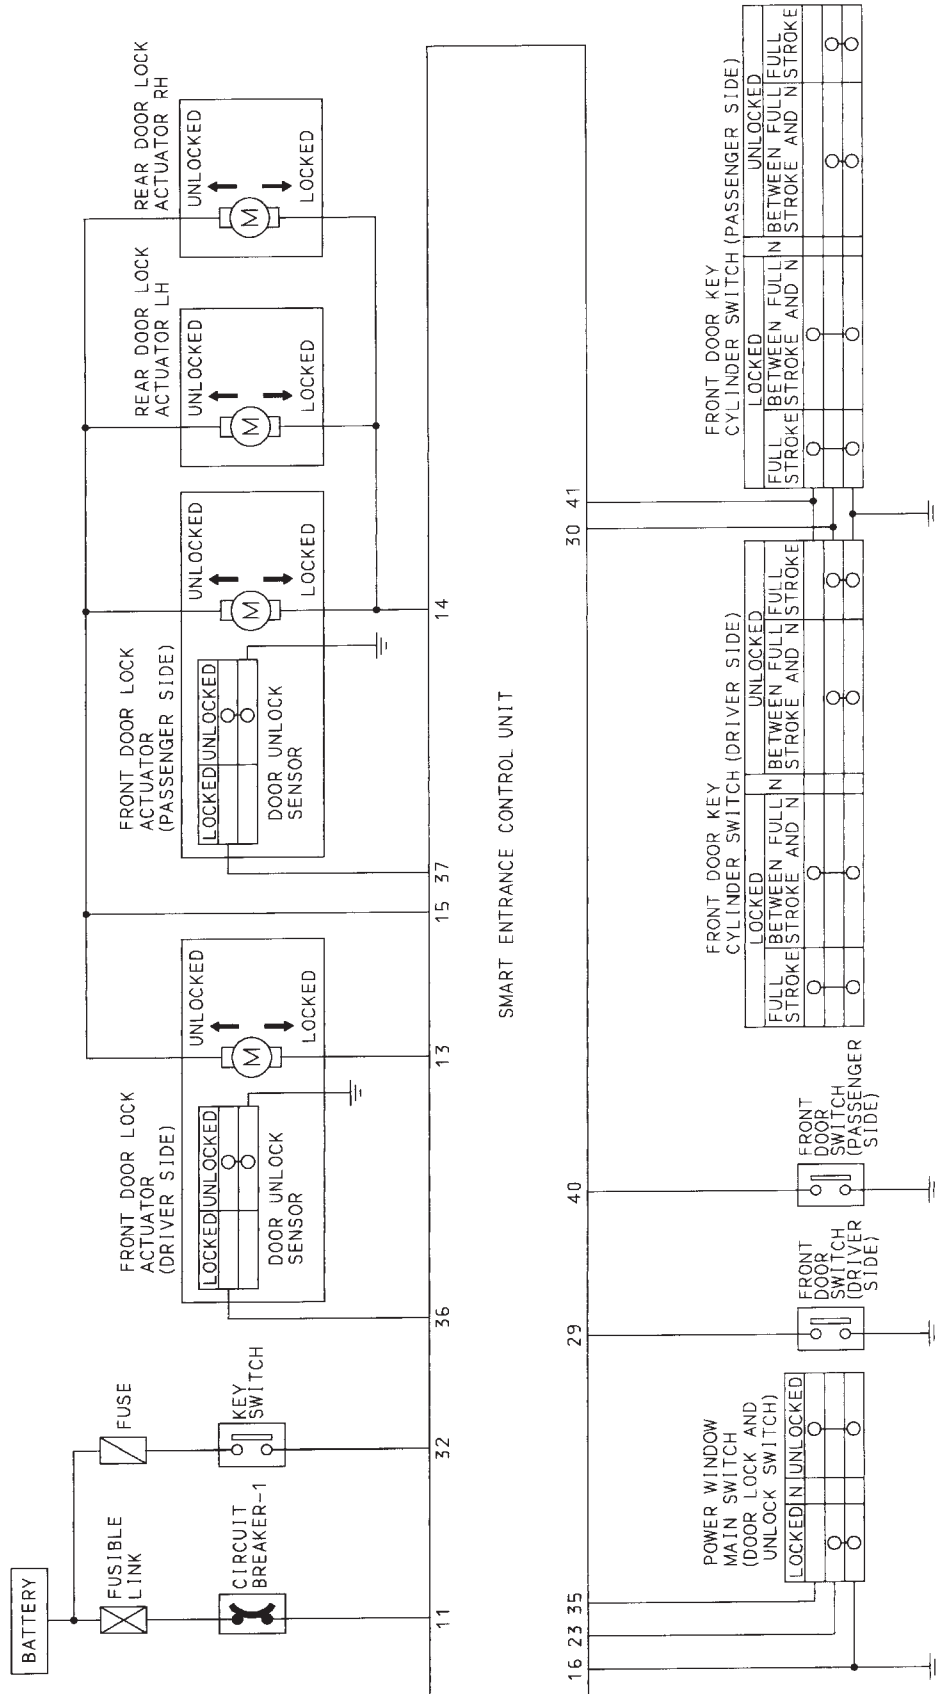 BATTERY
FUSIBLE
LINK
FUSE
CIRCUIT
BREAKER-1
KEY
SWITCH
FRONT DOOR LOCK
ACTUATOR
(DRIVER SIDE)
LOCKED UNLOCKED
DOOR UNLOCK
SENSOR
UNLOCKED
M
LOCKED
FRONT DOOR LOCK
ACTUATOR
(PASSENGER SIDE)
LOCKED UNLOCKED
DOOR UNLOCK
SENSOR
UNLOCKED
M
LOCKED
REAR DOOR LOCK
ACTUATOR LH
UNLOCKED
M
LOCKED
REAR DOOR LOCK
ACTUATOR RH
UNLOCKED
M
LOCKED
11 32 36 13 15 37 14
SMART ENTRANCE CONTROL UNIT
16 23 35 29 40 30 41
POWER WINDOW
MAIN SWITCH
(DOOR LOCK AND
UNLOCK SWITCH)
LOCKED N UNLOCKED
FRONT
DOOR
SWITCH
(DRIVER
SIDE)
FRONT
DOOR
SWITCH
(PASSENGER
SIDE)
FRONT DOOR KEY
CYLINDER SWITCH (DRIVER SIDE)
LOCKED
N
UNLOCKED
FULL
STROKE
BETWEEN FULL
STROKE AND N
BETWEEN FULL
STROKE AND N
FULL
STROKE
FRONT DOOR KEY
CYLINDER SWITCH (PASSENGER SIDE)
LOCKED
N
UNLOCKED
FULL
STROKE
BETWEEN FULL
STROKE AND N
BETWEEN FULL
STROKE AND N
FULL
STROKE